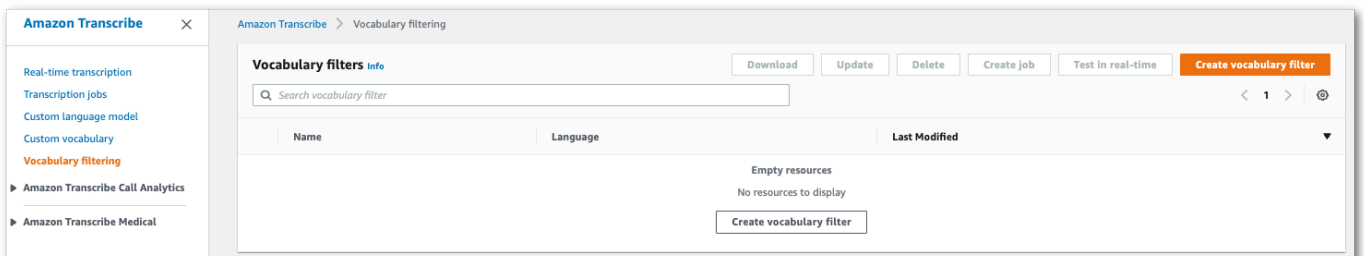 Amazon Transcribe
Real-time transcription
Transcription jobs
Custom language model
Custom vocabulary
Vocabulary filtering
Amazon Transcribe Call Analytics
Amazon Transcribe Medical
Amazon Transcribe > Vocabulary filtering
Vocabulary filters Info
Download Update Delete Create job Test in real-time Create vocabulary filter
Search vocabulary filter
< 1 >
Name Language Last Modified
Empty resources
No resources to display
Create vocabulary filter